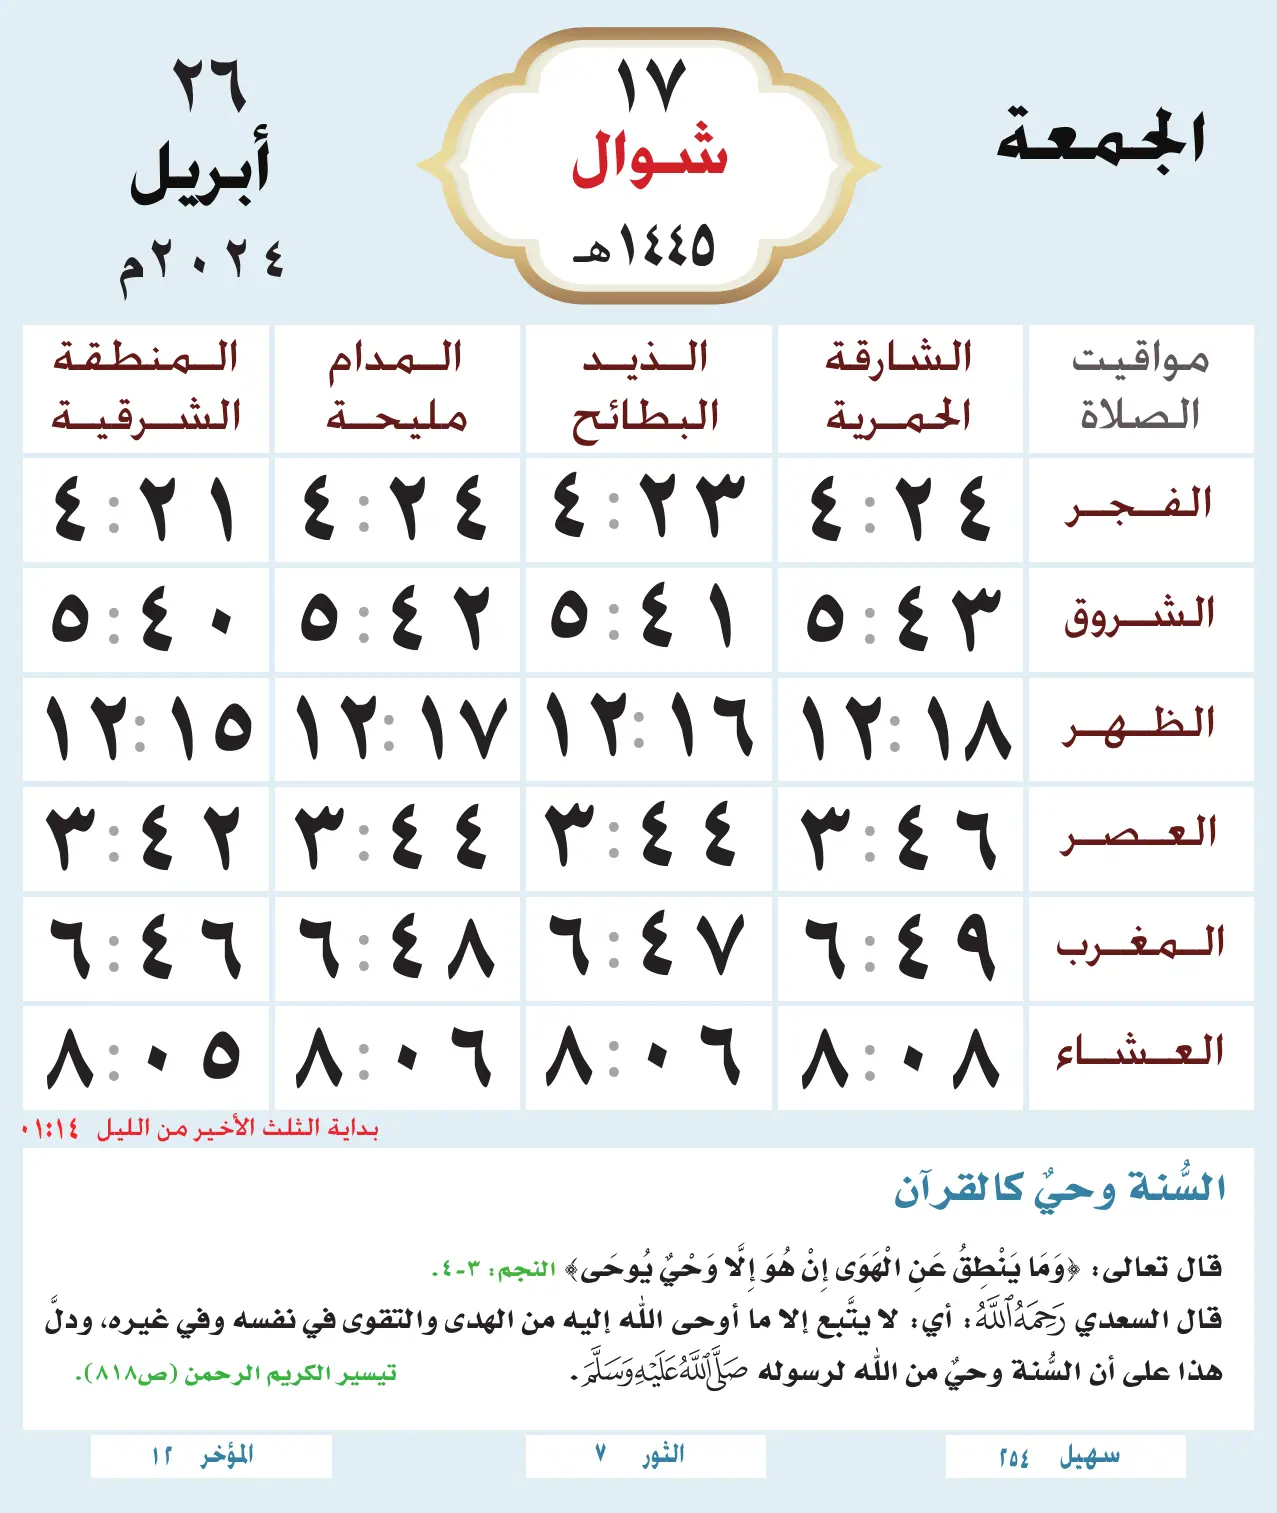 الجمعة
١٧
شوال
١٤٤٥هـ
٢٦
أبريل
٢٠٢٤م
مواقيت الصلاة | الشارقة الحمرية | الذيد البطائح | المدام مليحة | المنطقة الشرقية
الفجر | ٤:٢٤ | ٤:٢٣ | ٤:٢٤ | ٤:٢١
الشروق | ٥:٤٣ | ٥:٤١ | ٥:٤٢ | ٥:٤٠
الظهر | ١٢:١٨ | ١٢:١٦ | ١٢:١٧ | ١٢:١٥
العصر | ٣:٤٦ | ٣:٤٤ | ٣:٤٤ | ٣:٤٢
المغرب | ٦:٤٩ | ٦:٤٧ | ٦:٤٨ | ٦:٤٦
العشاء | ٨:٠٨ | ٨:٠٦ | ٨:٠٦ | ٨:٠٥
بداية الثلث الأخير من الليل ٠١:١٤
السُّنة وحيٌ كالقرآن
قال تعالى: ﴿وَمَا يَنْطِقُ عَنِ الْهَوَى إِنْ هُوَ إِلَّا وَحْيٌ يُوحَى﴾ النجم: ٣-٤.
قال السعدي رَحِمَهُ ٱللَّهُ: أي: لا يتَّبع إلا ما أوحى الله إليه من الهدى والتقوى في نفسه وفي غيره، ودلَّ
هذا على أن السُّنة وحيٌ من الله لرسوله صَلَّى ٱللَّهُ عَلَيْهِ وَسَلَّمَ. تيسير الكريم الرحمن (ص٨١٨).
سهيل ٢٥٤
الثور ٧
المؤخر ١٢